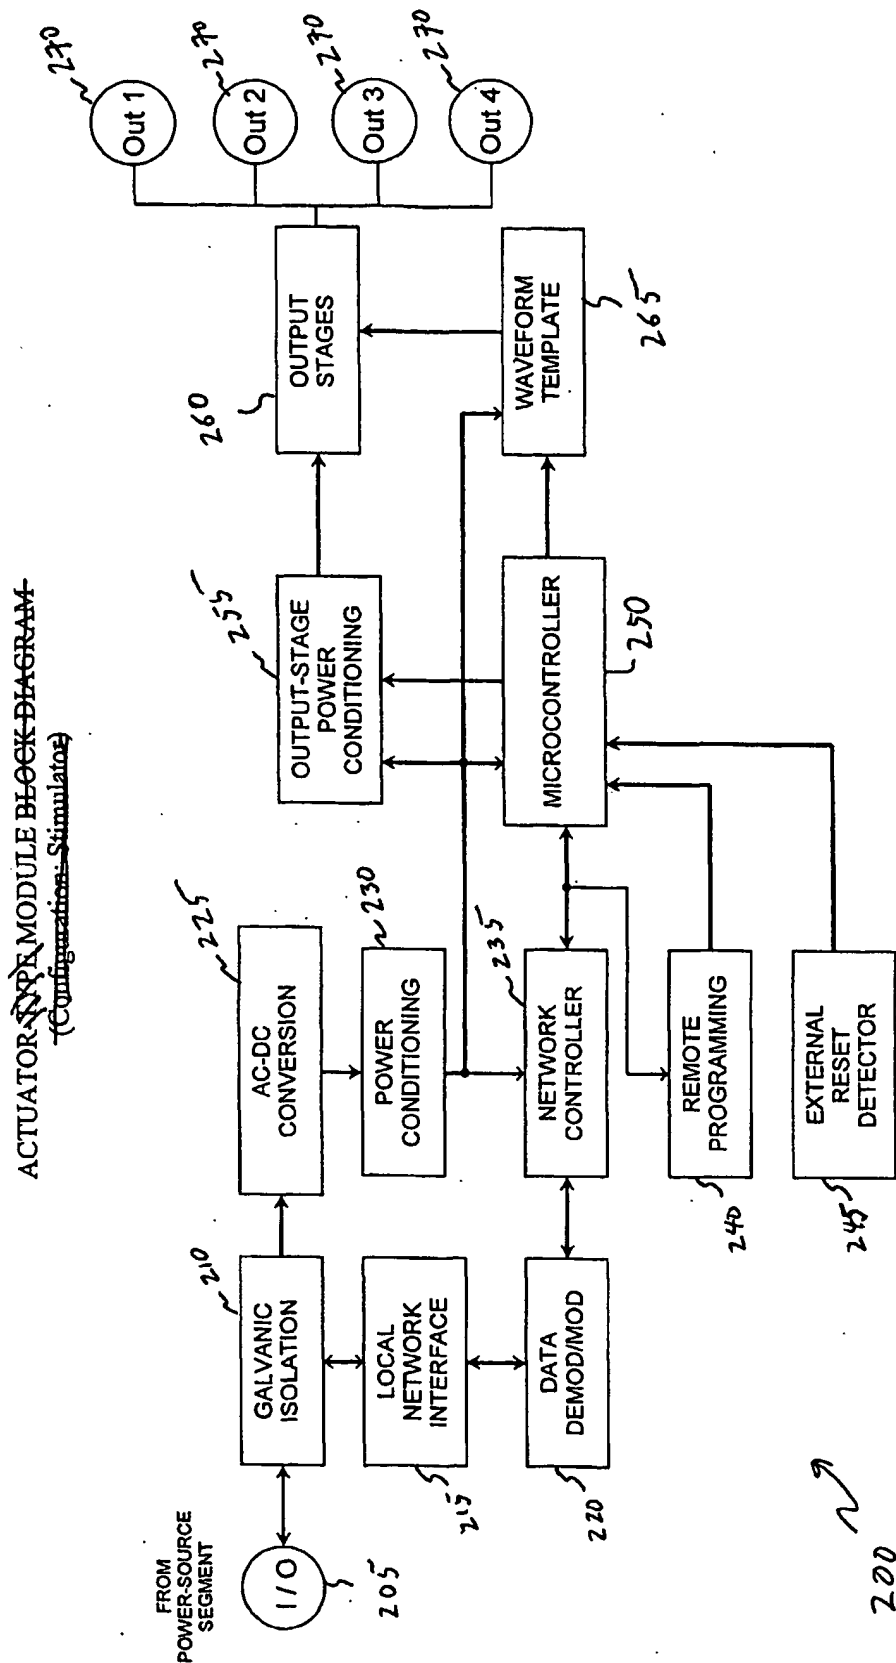 ACTUATOR-TYPE MODULE BLOCK DIAGRAM
(Configuration: Stimulator)
FROM
POWER-SOURCE
SEGMENT
I / O
205
GALVANIC
ISOLATION
210
LOCAL
NETWORK
INTERFACE
215
DATA
DEMOD/MOD
220
AC-DC
CONVERSION
225
POWER
CONDITIONING
230
NETWORK
CONTROLLER
235
REMOTE
PROGRAMMING
240
EXTERNAL
RESET
DETECTOR
245
OUTPUT-STAGE
POWER
CONDITIONING
255
MICROCONTROLLER
250
OUTPUT
STAGES
260
WAVEFORM
TEMPLATE
265
Out 1
270
Out 2
270
Out 3
270
Out 4
270
200